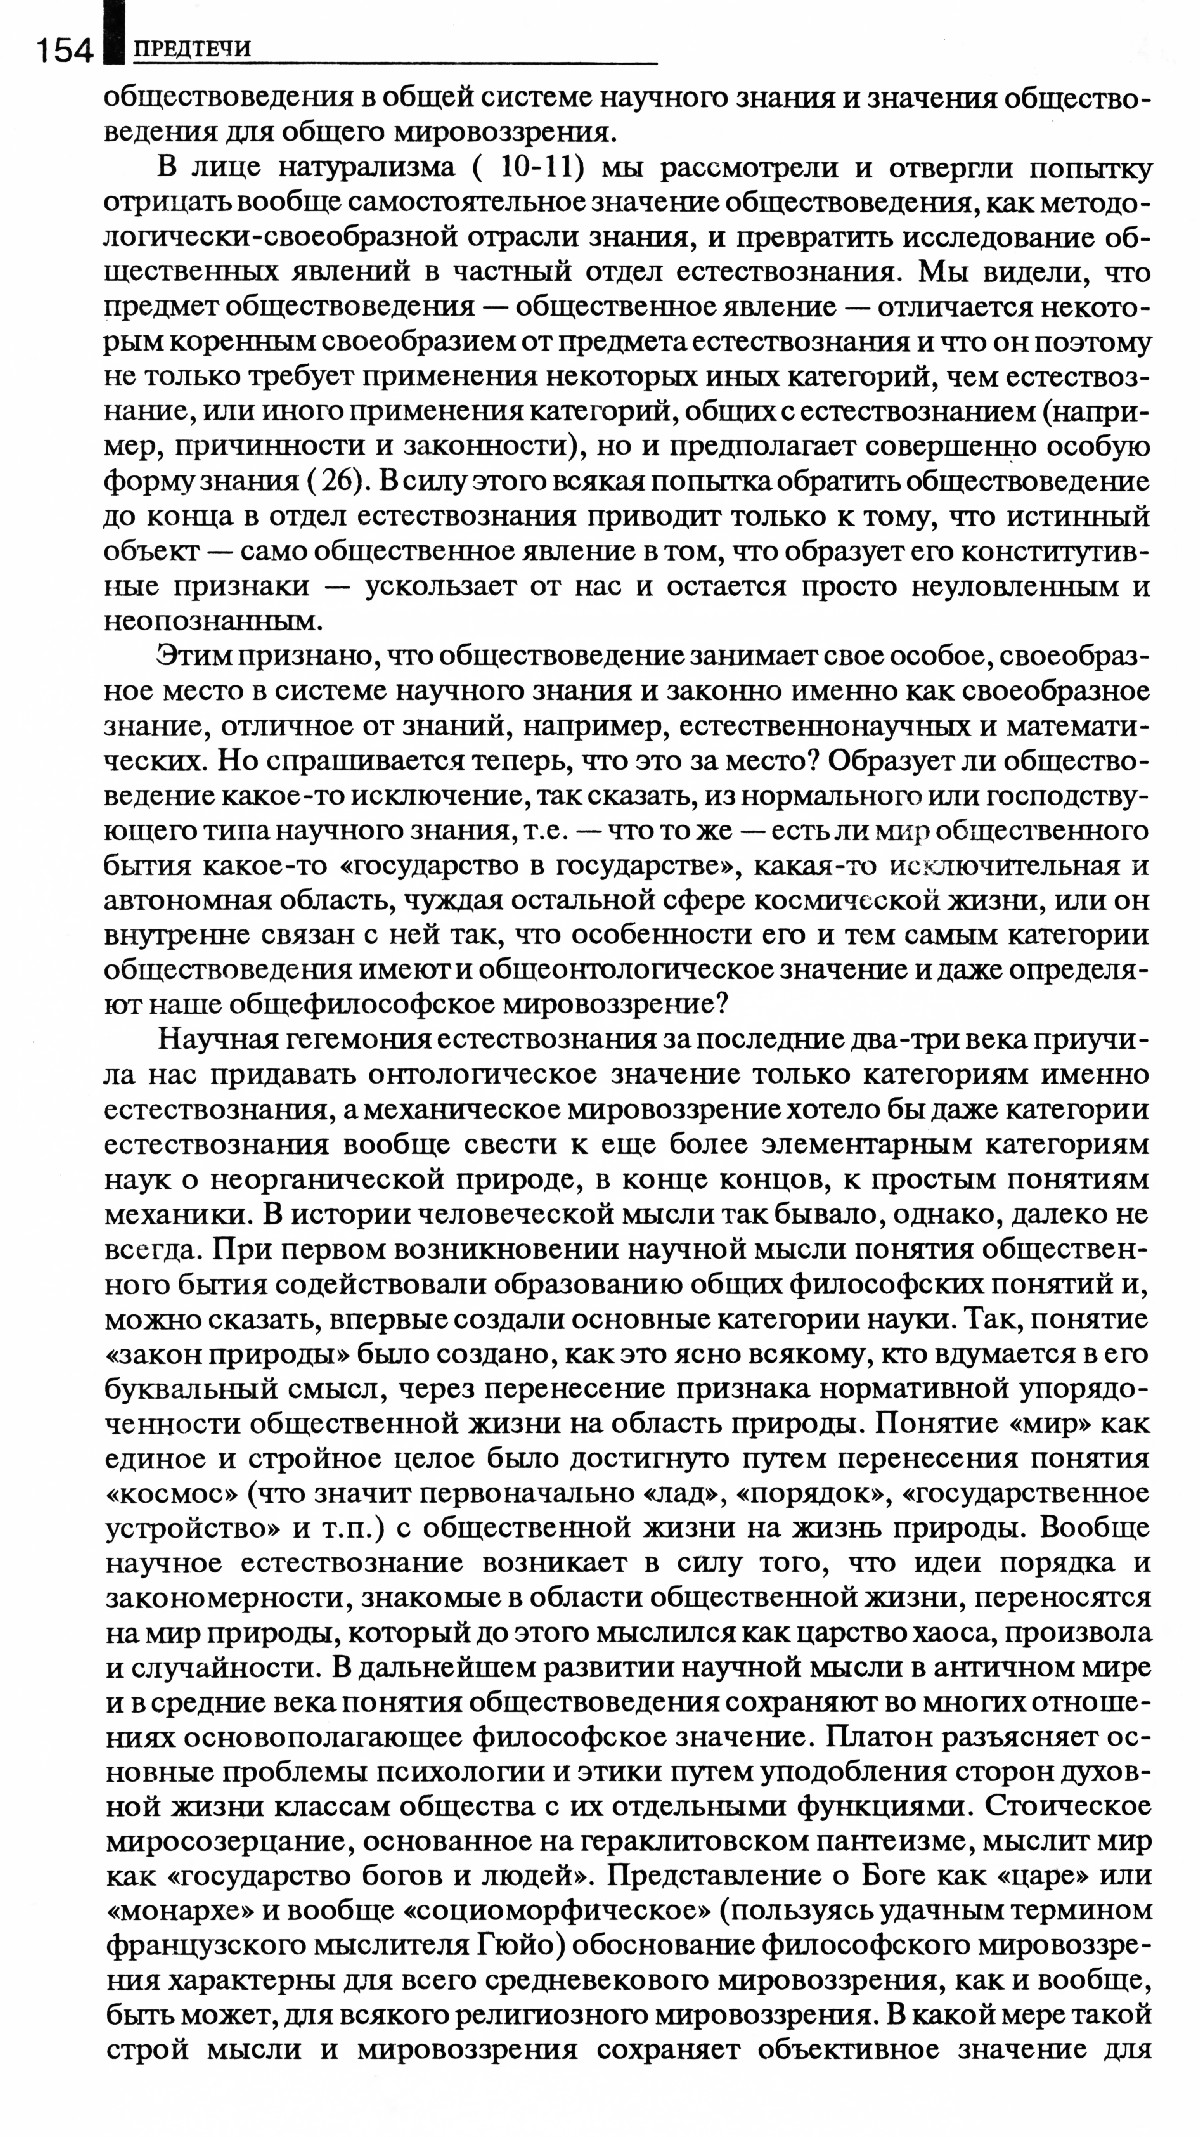 154 ПРЕДТЕЧИ
обществоведения в общей системе научного знания и значения общество-
ведения для общего мировоззрения.
В лице натурализма ( 10-11) мы рассмотрели и отвергли попытку
отрицать вообще самостоятельное значение обществоведения, как методо-
логически-своеобразной отрасли знания, и превратить исследование об-
щественных явлений в частный отдел естествознания. Мы видели, что
предмет обществоведения — общественное явление — отличается некото-
рым коренным своеобразием от предмета естествознания и что он поэтому
не только требует применения некоторых иных категорий, чем естествоз-
нание, или иного применения категорий, общих с естествознанием (напри-
мер, причинности и законности), но и предполагает совершенно особую
форму знания ( 26). В силу этого всякая попытка обратить обществоведение
до конца в отдел естествознания приводит только к тому, что истинный
объект — само общественное явление в том, что образует его конститутив-
ные признаки — ускользает от нас и остается просто неуловленным и
неопознанным.
Этим признано, что обществоведение занимает свое особое, своеобраз-
ное место в системе научного знания и законно именно как своеобразное
знание, отличное от знаний, например, естественнонаучных и математи-
ческих. Но спрашивается теперь, что это за место? Образует ли общество-
ведение какое-то исключение, так сказать, из нормального или господству-
ющего типа научного знания, т.е. — что то же — есть ли мир общественного
бытия какое-то «государство в государстве», какая-то исключительная и
автономная область, чуждая остальной сфере космической жизни, или он
внутренне связан с ней так, что особенности его и тем самым категории
обществоведения имеют и общеонтологическое значение и даже определя-
ют наше общефилософское мировоззрение?
Научная гегемония естествознания за последние два-три века приучи-
ла нас придавать онтологическое значение только категориям именно
естествознания, а механическое мировоззрение хотело бы даже категории
естествознания вообще свести к еще более элементарным категориям
наук о неорганической природе, в конце концов, к простым понятиям
механики. В истории человеческой мысли так бывало, однако, далеко не
всегда. При первом возникновении научной мысли понятия обществен-
ного бытия содействовали образованию общих философских понятий и,
можно сказать, впервые создали основные категории науки. Так, понятие
«закон природы» было создано, как это ясно всякому, кто вдумается в его
буквальный смысл, через перенесение признака нормативной упорядо-
ченности общественной жизни на область природы. Понятие «мир» как
единое и стройное целое было достигнуто путем перенесения понятия
«космос» (что значит первоначально «лад», «порядок», «государственное
устройство» и т.п.) с общественной жизни на жизнь природы. Вообще
научное естествознание возникает в силу того, что идеи порядка и
закономерности, знакомые в области общественной жизни, переносятся
на мир природы, который до этого мыслился как царство хаоса, произвола
и случайности. В дальнейшем развитии научной мысли в античном мире
и в средние века понятия обществоведения сохраняют во многих отноше-
ниях основополагающее философское значение. Платон разъясняет ос-
новные проблемы психологии и этики путем уподобления сторон духов-
ной жизни классам общества с их отдельными функциями. Стоическое
миросозерцание, основанное на гераклитовском пантеизме, мыслит мир
как «государство богов и людей». Представление о Боге как «царе» или
«монархе» и вообще «социоморфическое» (пользуясь удачным термином
французского мыслителя Гюйо) обоснование философского мировоззре-
ния характерны для всего средневекового мировоззрения, как и вообще,
быть может, для всякого религиозного мировоззрения. В какой мере такой
строй мысли и мировоззрения сохраняет объективное значение для